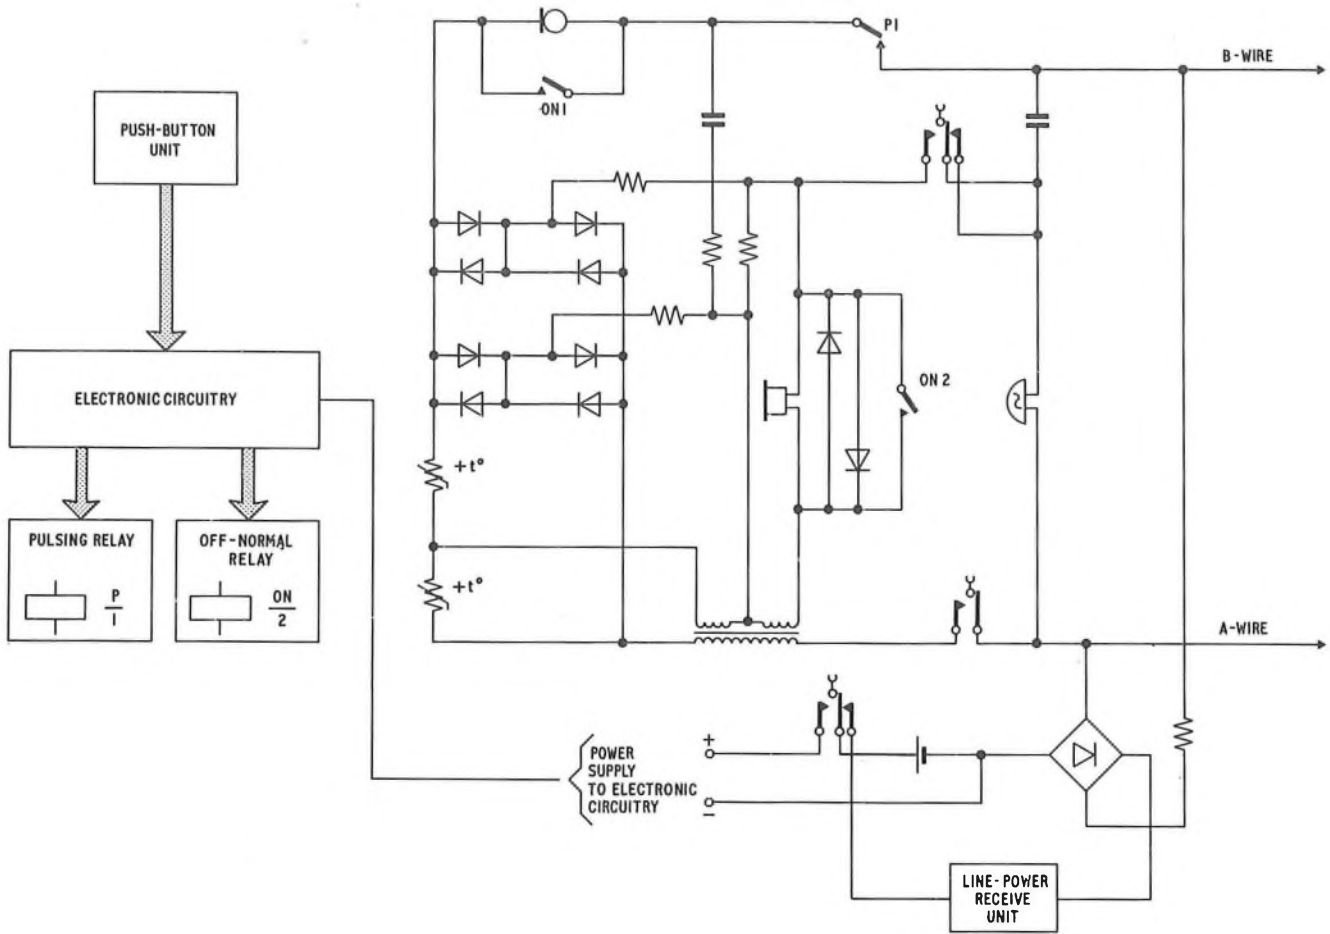 PUSH-BUTTON
UNIT
ELECTRONIC CIRCUITRY
PULSING RELAY
P
1
OFF-NORMAL
RELAY
ON
2
P1
B-WIRE
ON1
ON 2
+t°
+t°
A-WIRE
POWER
SUPPLY
TO ELECTRONIC
CIRCUITRY
+
−
LINE-POWER
RECEIVE
UNIT